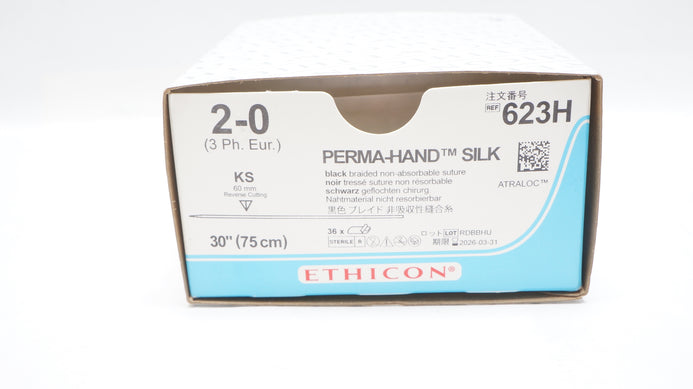 2-0
(3 Ph. Eur.)
注文番号
REF 623H
KS
60 mm
Reverse Cutting
PERMA-HAND™ SILK
ATRALOC™
black braided non-absorbable suture
noir tressé suture non résorbable
schwarz geflochten chirurg.
Nahtmaterial nicht resorbierbar
黒色 ブレイド 非吸収性縫合糸
30" (75 cm)
36 x
STERILE R
ロット LOT RDBBHU
期限 2026-03-31
ETHICON®